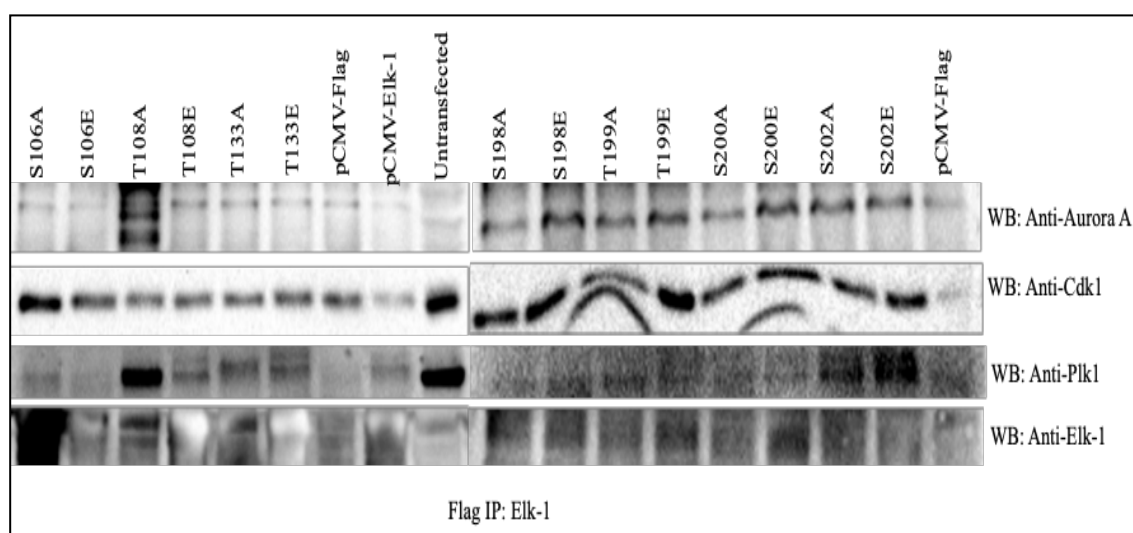 S106A
S106E
T108A
T108E
T133A
T133E
pCMV-Flag
pCMV-Elk-1
Untransfected
S198A
S198E
T199A
T199E
S200A
S200E
S202A
S202E
pCMV-Flag
WB: Anti-Aurora A
WB: Anti-Cdk1
WB: Anti-Plk1
WB: Anti-Elk-1
Flag IP: Elk-1